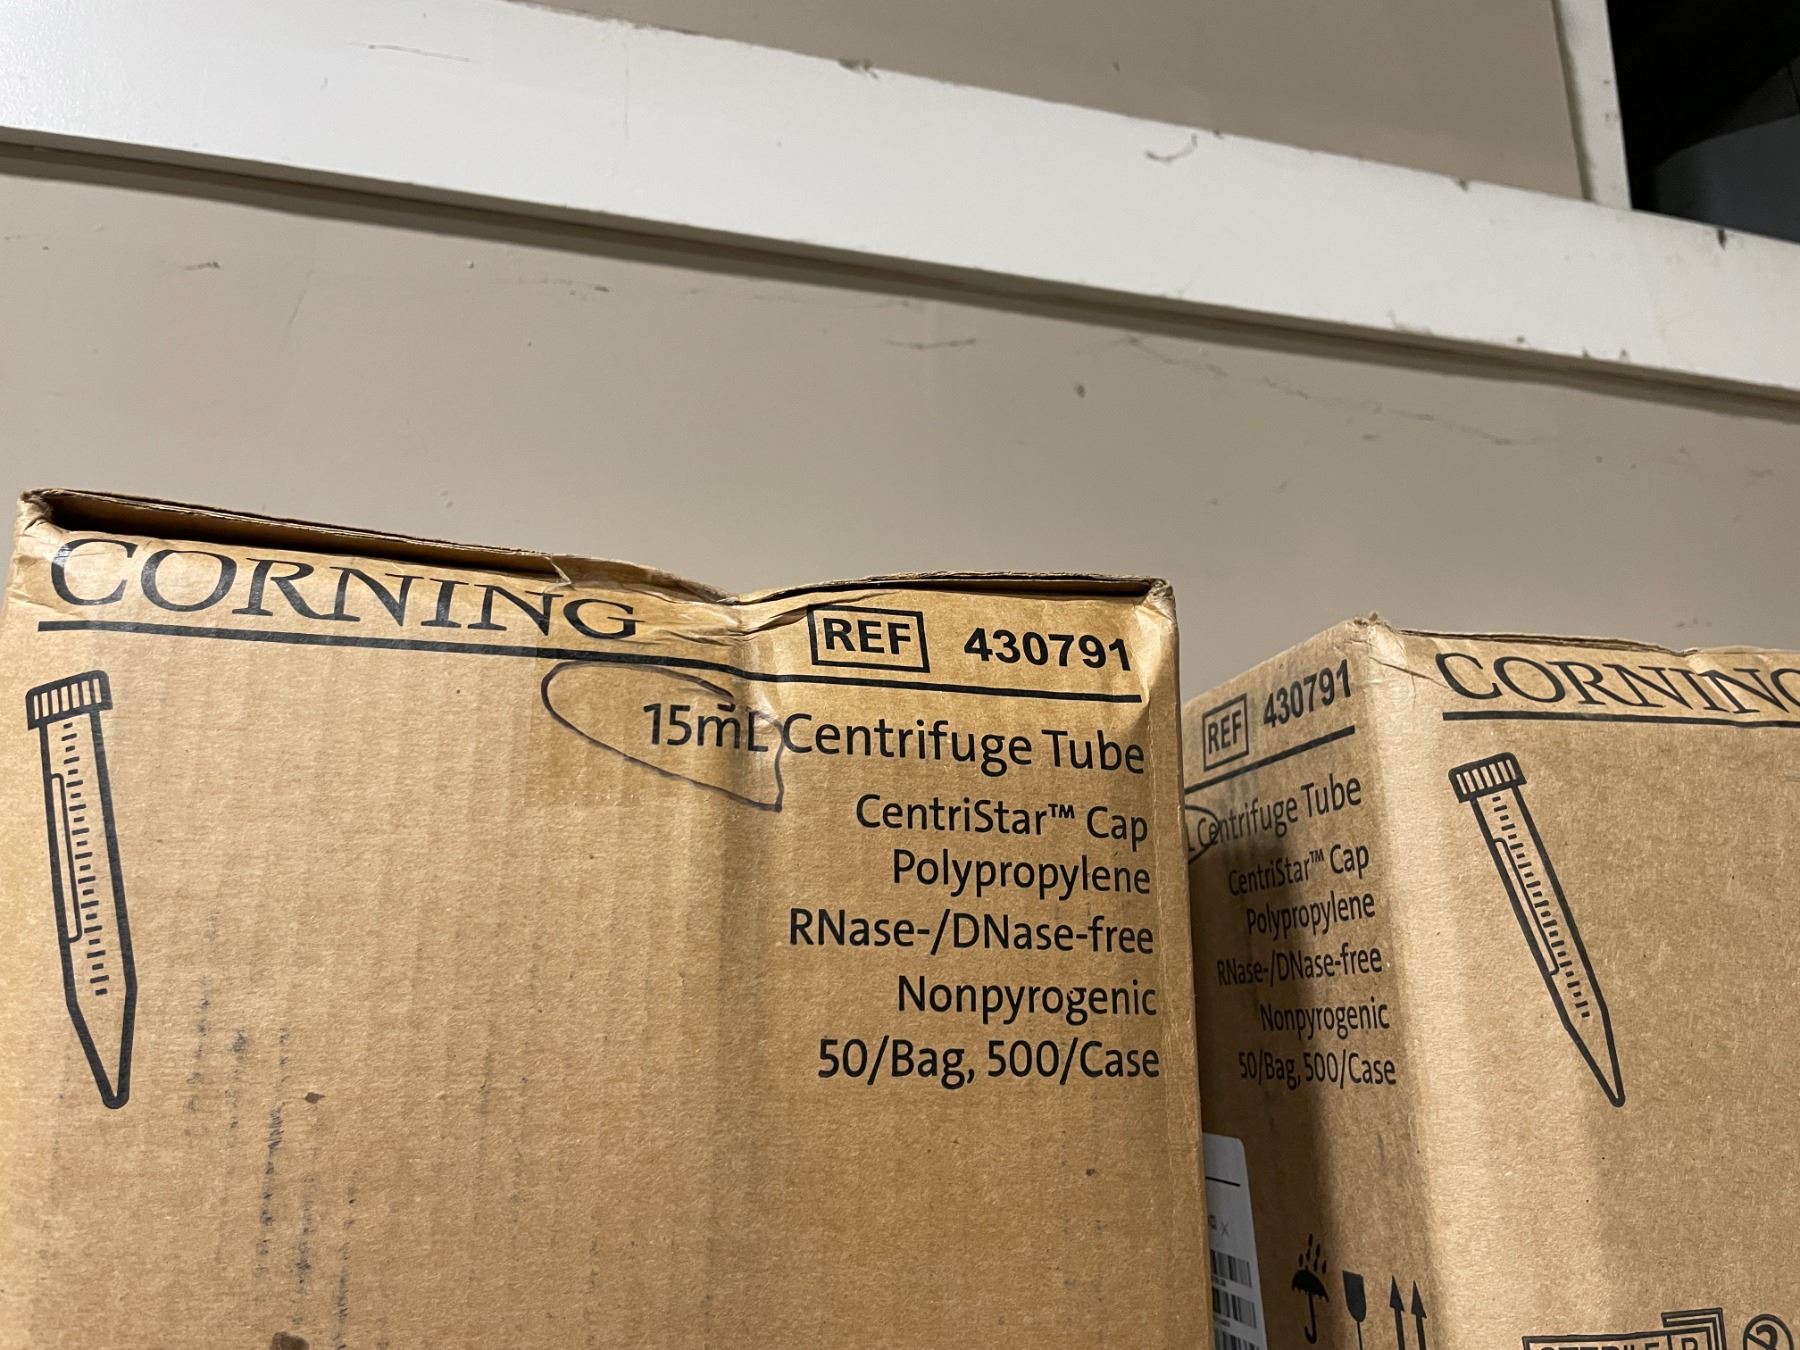 CORNING
REF 430791
15mL Centrifuge Tube
CentriStar™ Cap
Polypropylene
RNase-/DNase-free
Nonpyrogenic
50/Bag, 500/Case
REF 430791
L Centrifuge Tube
CentriStar™ Cap
Polypropylene
RNase-/DNase-free
Nonpyrogenic
50/Bag, 500/Case
CORNING
STERILE R